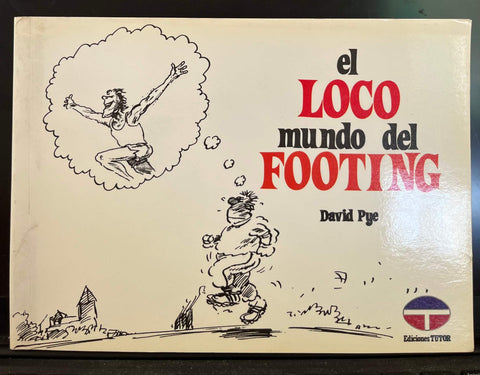 el
LOCO
mundo del
FOOTING
David Pye
Ediciones TUTOR